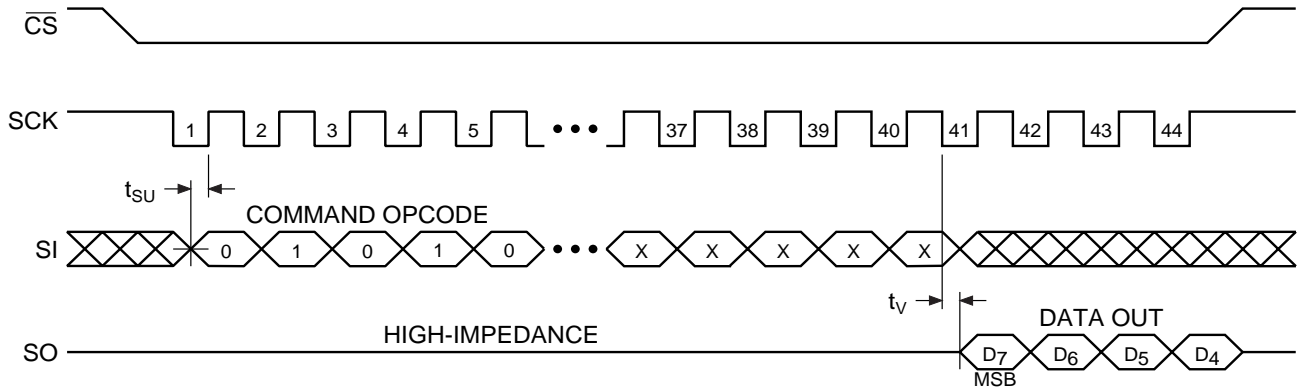 CS
SCK 1 2 3 4 5 ••• 37 38 39 40 41 42 43 44
tSU
COMMAND OPCODE
SI 0 1 0 1 0 ••• X X X X X
tV
HIGH-IMPEDANCE DATA OUT
SO D7 D6 D5 D4
MSB